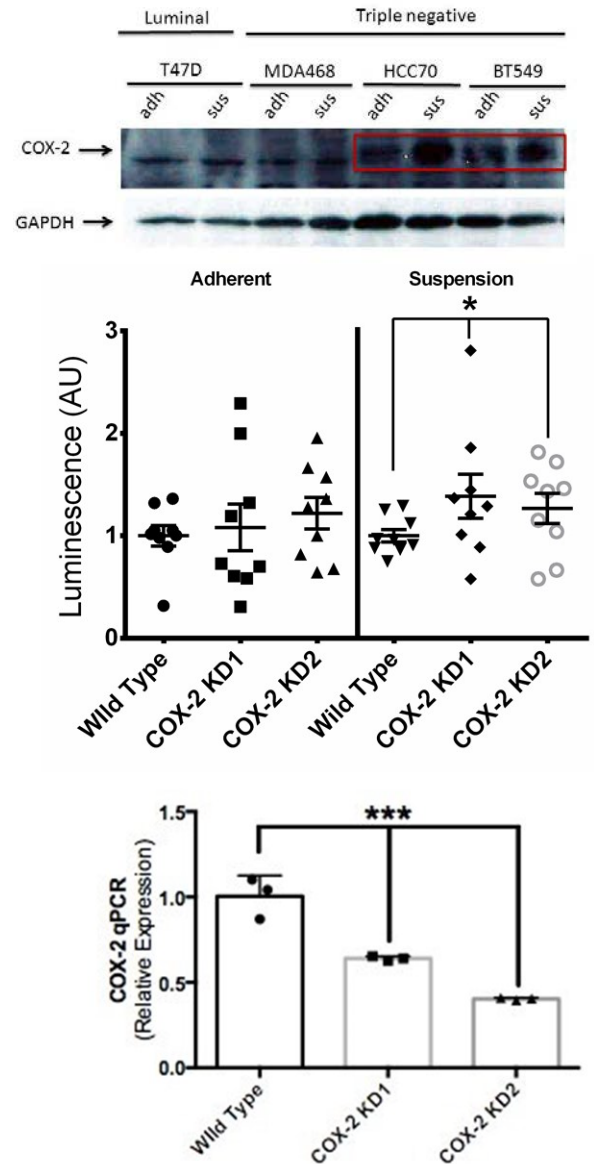 Luminal Triple negative
T47D MDA468 HCC70 BT549
adh sus adh sus adh sus adh sus
COX-2
GAPDH
Adherent Suspension
*
Luminescence (AU)
3
2
1
0
WIld Type COX-2 KD1 COX-2 KD2 Wild Type COX-2 KD1 COX-2 KD2
***
COX-2 qPCR
(Relative Expression)
1.5
1.0
0.5
0.0
WIld Type COX-2 KD1 COX-2 KD2